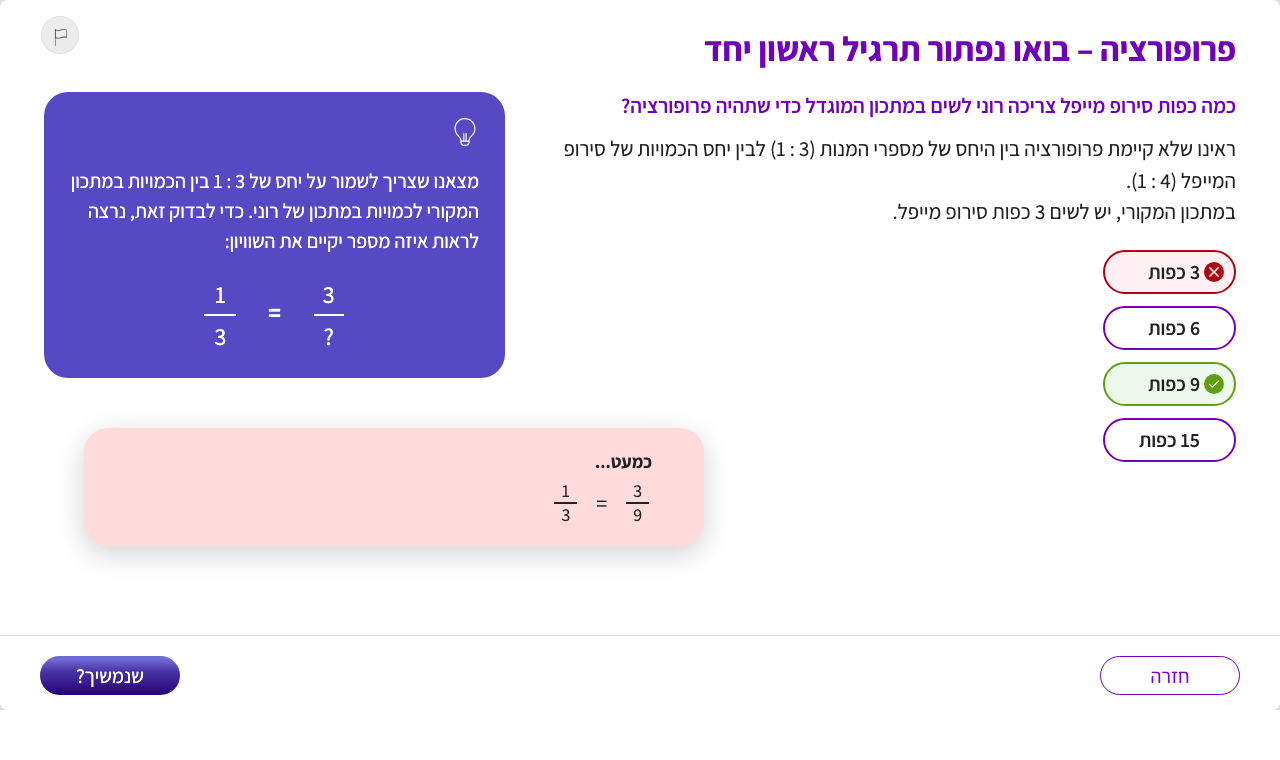 פרופורציה – בואו נפתור תרגיל ראשון יחד
כמה כפות סירופ מייפל צריכה רוני לשים במתכון המוגדל כדי שתהיה פרופורציה?
ראינו שלא קיימת פרופורציה בין היחס של מספרי המנות (3 : 1) לבין יחס הכמויות של סירופ
המייפל (4 : 1).
במתכון המקורי, יש לשים 3 כפות סירופ מייפל.
3 כפות
6 כפות
9 כפות
15 כפות
מצאנו שצריך לשמור על יחס של 3 : 1 בין הכמויות במתכון
המקורי לכמויות במתכון של רוני. כדי לבדוק זאת, נרצה
לראות איזה מספר יקיים את השוויון:
1/3 = 3/?
כמעט...
1/3 = 3/9
חזרה
שנמשיך?